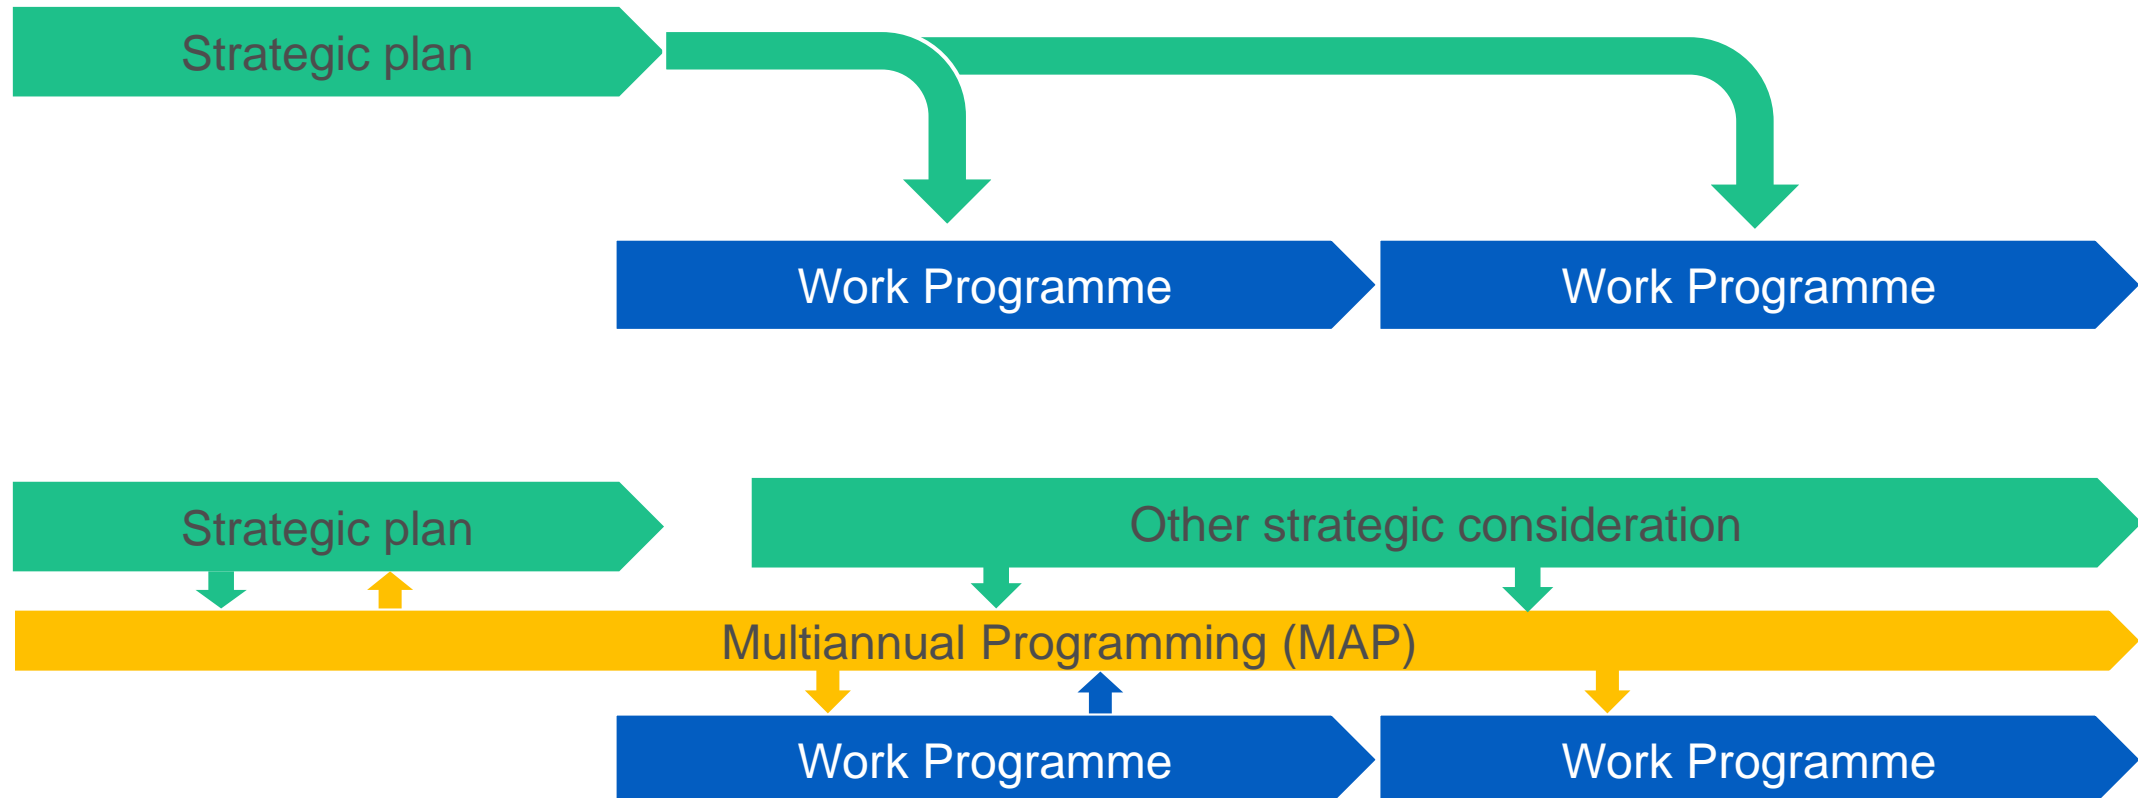 Strategic plan
Work Programme
Work Programme
Strategic plan
Other strategic consideration
Multiannual Programming (MAP)
Work Programme
Work Programme